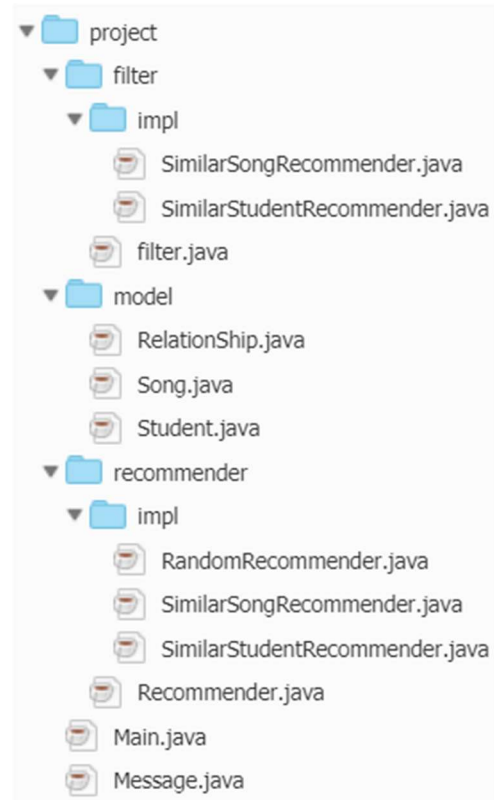 project
filter
impl
SimilarSongRecommender.java
SimilarStudentRecommender.java
filter.java
model
RelationShip.java
Song.java
Student.java
recommender
impl
RandomRecommender.java
SimilarSongRecommender.java
SimilarStudentRecommender.java
Recommender.java
Main.java
Message.java